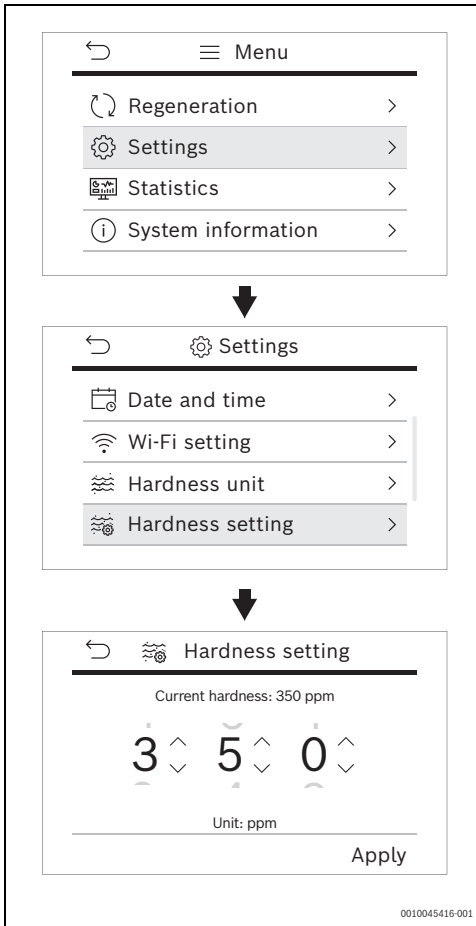 Menu
Regeneration
Settings
Statistics
System information
Settings
Date and time
Wi-Fi setting
Hardness unit
Hardness setting
Hardness setting
Current hardness: 350 ppm
3 5 0
Unit: ppm
Apply
0010045416-001